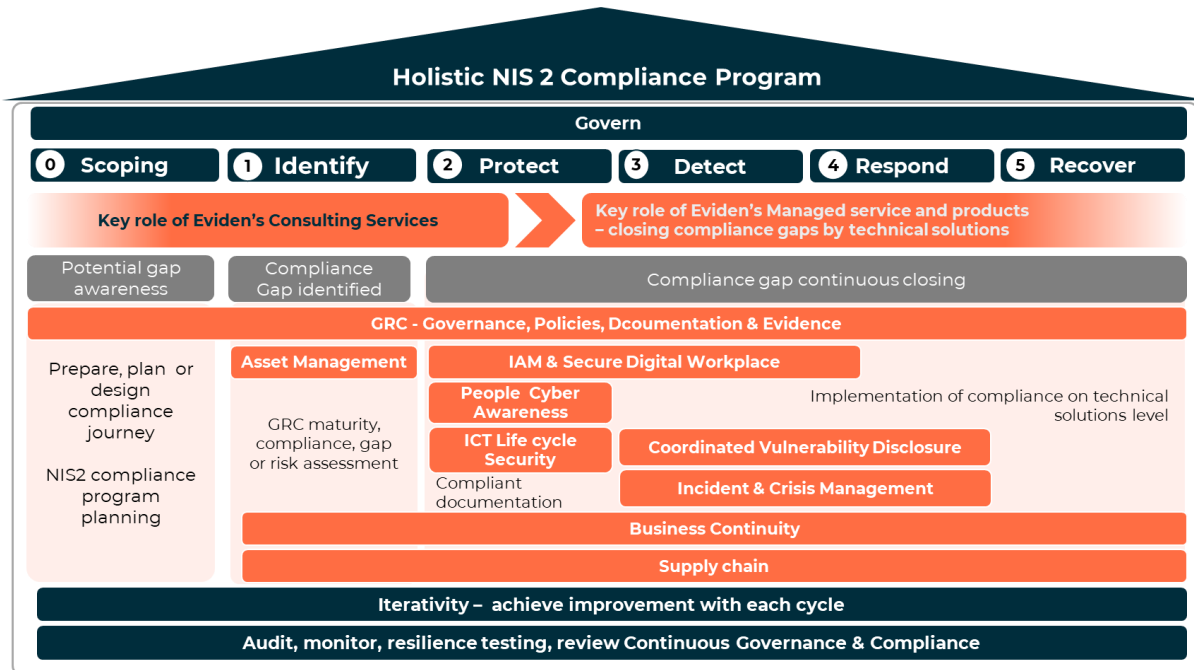 Holistic NIS 2 Compliance Program
Govern
0 Scoping
1 Identify
2 Protect
3 Detect
4 Respond
5 Recover
Key role of Eviden's Consulting Services
Key role of Eviden's Managed service and products
– closing compliance gaps by technical solutions
Potential gap
awareness
Compliance
Gap identified
Compliance gap continuous closing
GRC - Governance, Policies, Dcoumentation & Evidence
Prepare, plan or
design
compliance
journey
NIS2 compliance
program
planning
Asset Management
GRC maturity,
compliance, gap
or risk assessment
IAM & Secure Digital Workplace
People Cyber
Awareness
ICT Life cycle
Security
Compliant
documentation
Implementation of compliance on technical
solutions level
Coordinated Vulnerability Disclosure
Incident & Crisis Management
Business Continuity
Supply chain
Iterativity – achieve improvement with each cycle
Audit, monitor, resilience testing, review Continuous Governance & Compliance